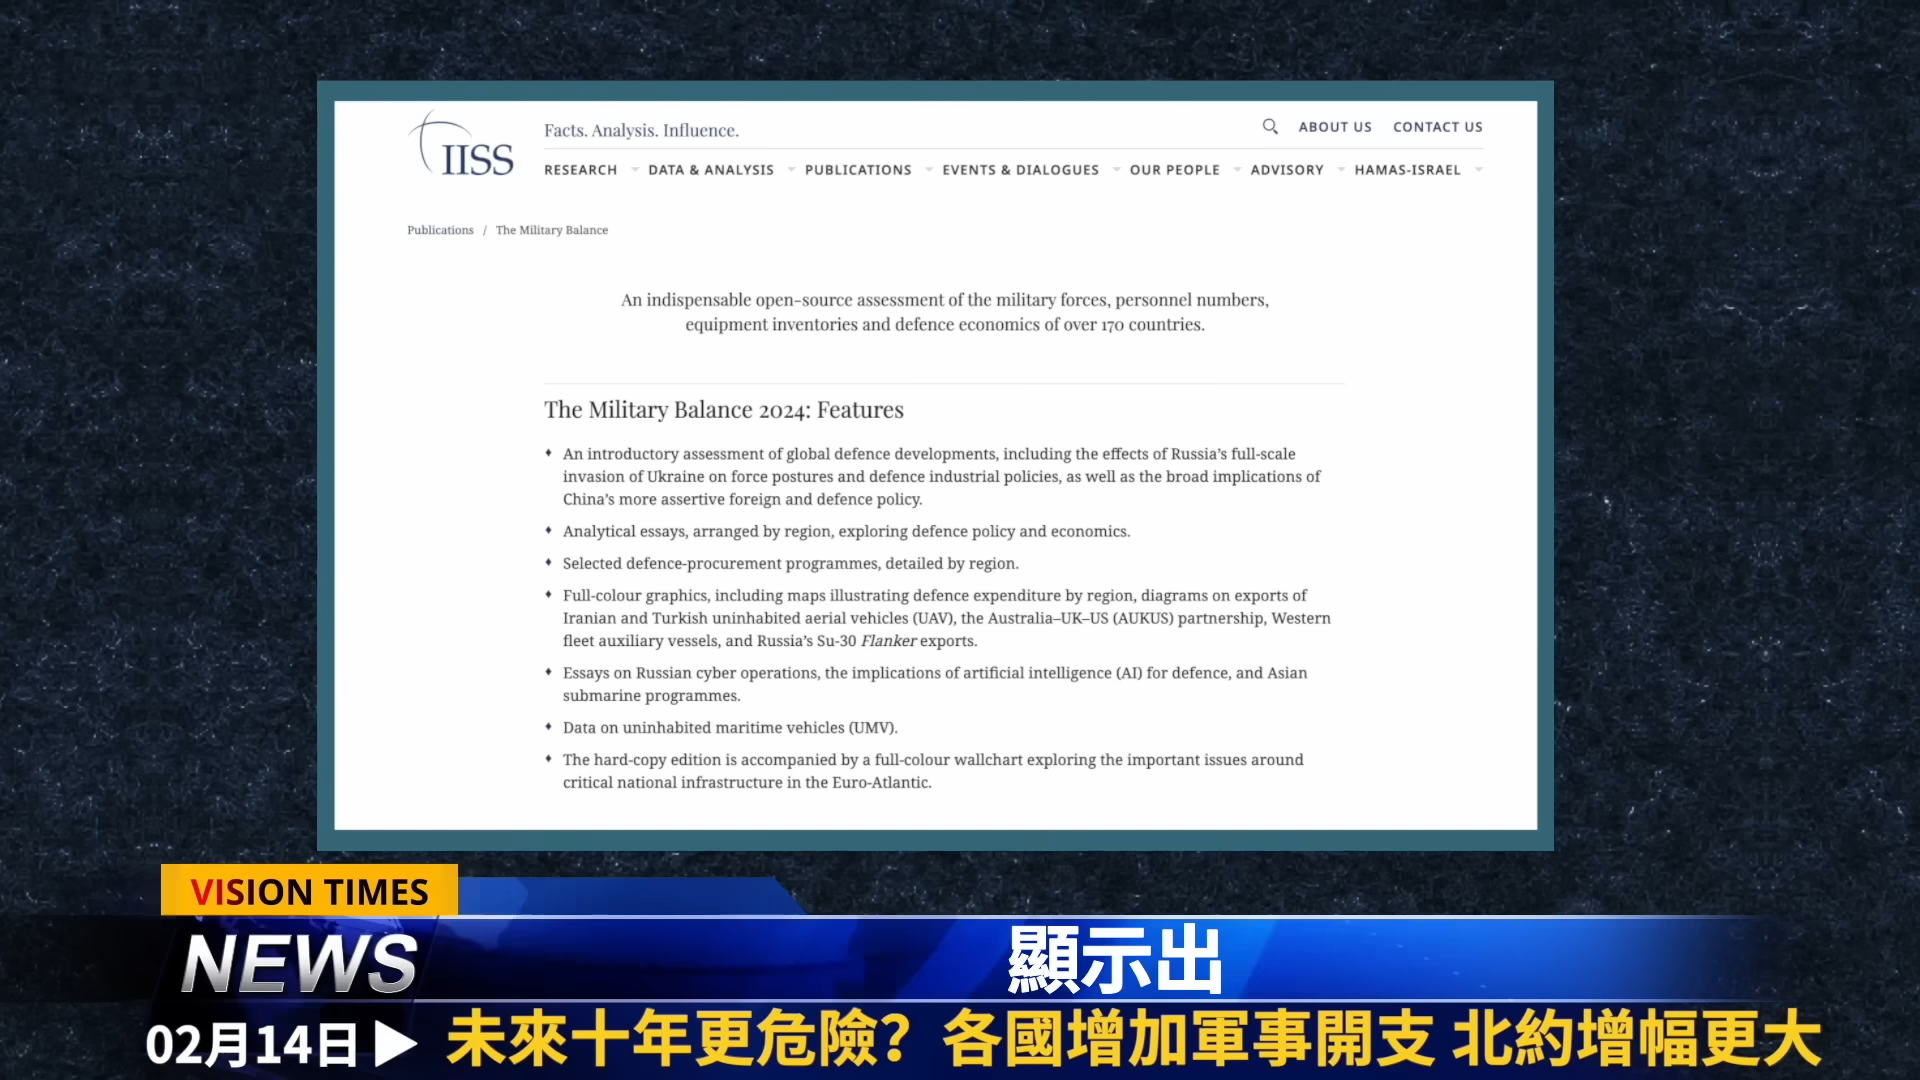 IISS
Facts. Analysis. Influence.
ABOUT US CONTACT US
RESEARCH DATA & ANALYSIS PUBLICATIONS EVENTS & DIALOGUES OUR PEOPLE ADVISORY HAMAS-ISRAEL
Publications / The Military Balance
An indispensable open-source assessment of the military forces, personnel numbers,
equipment inventories and defence economics of over 170 countries.
The Military Balance 2024: Features
♦ An introductory assessment of global defence developments, including the effects of Russia’s full-scale
invasion of Ukraine on force postures and defence industrial policies, as well as the broad implications of
China’s more assertive foreign and defence policy.
♦ Analytical essays, arranged by region, exploring defence policy and economics.
♦ Selected defence-procurement programmes, detailed by region.
♦ Full-colour graphics, including maps illustrating defence expenditure by region, diagrams on exports of
Iranian and Turkish uninhabited aerial vehicles (UAV), the Australia–UK–US (AUKUS) partnership, Western
fleet auxiliary vessels, and Russia’s Su-30 Flanker exports.
♦ Essays on Russian cyber operations, the implications of artificial intelligence (AI) for defence, and Asian
submarine programmes.
♦ Data on uninhabited maritime vehicles (UMV).
♦ The hard-copy edition is accompanied by a full-colour wallchart exploring the important issues around
critical national infrastructure in the Euro-Atlantic.
VISION TIMES
NEWS
顯示出
02月14日▶ 未來十年更危險？各國增加軍事開支 北約增幅更大